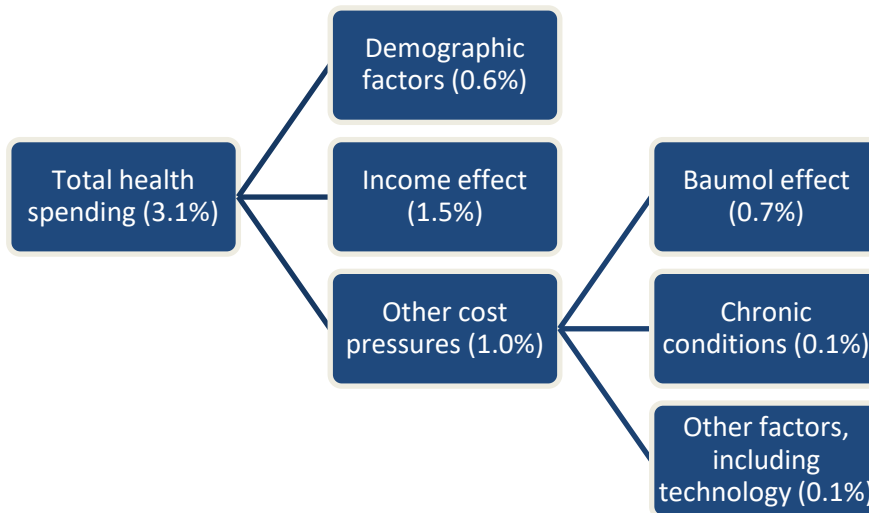 Demographic
factors (0.6%)
Total health
spending (3.1%)
Income effect
(1.5%)
Other cost
pressures (1.0%)
Baumol effect
(0.7%)
Chronic
conditions (0.1%)
Other factors,
including
technology (0.1%)